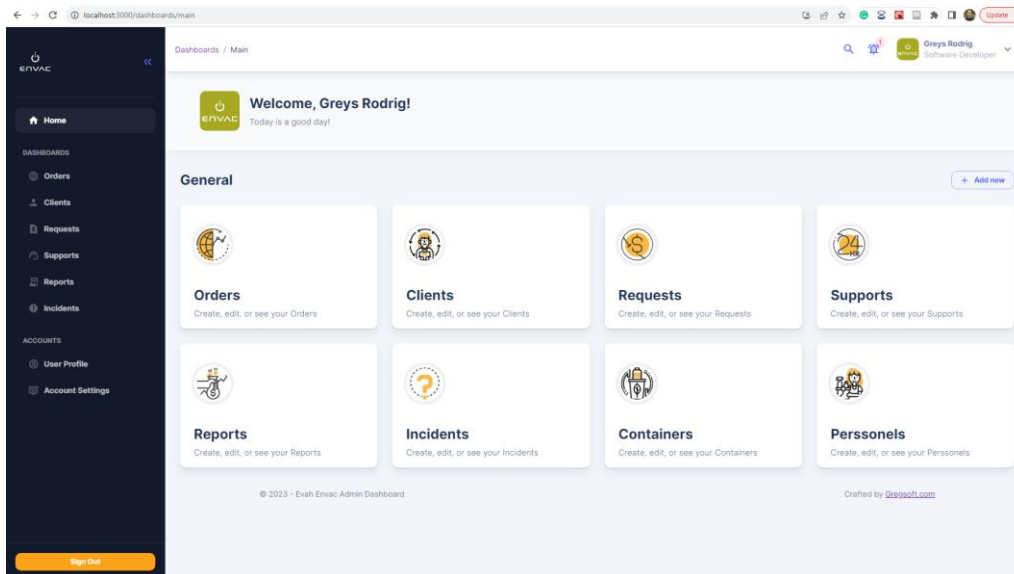 localhost:3000/dashboards/main
Update
ENVAC
Dashboards / Main
1
ENVAC
Greys Rodrig
Software Developer
Home
DASHBOARDS
Orders
Clients
Requests
Supports
Reports
Incidents
ACCOUNTS
User Profile
Account Settings
Sign Out
ENVAC
Welcome, Greys Rodrig!
Today is a good day!
General
+ Add new
24
HR
Orders
Create, edit, or see your Orders
Clients
Create, edit, or see your Clients
Requests
Create, edit, or see your Requests
Supports
Create, edit, or see your Supports
Reports
Create, edit, or see your Reports
Incidents
Create, edit, or see your Incidents
Containers
Create, edit, or see your Containers
Perssonels
Create, edit, or see your Perssonels
© 2023 - Evah Envac Admin Dashboard
Crafted by Gregsoft.com